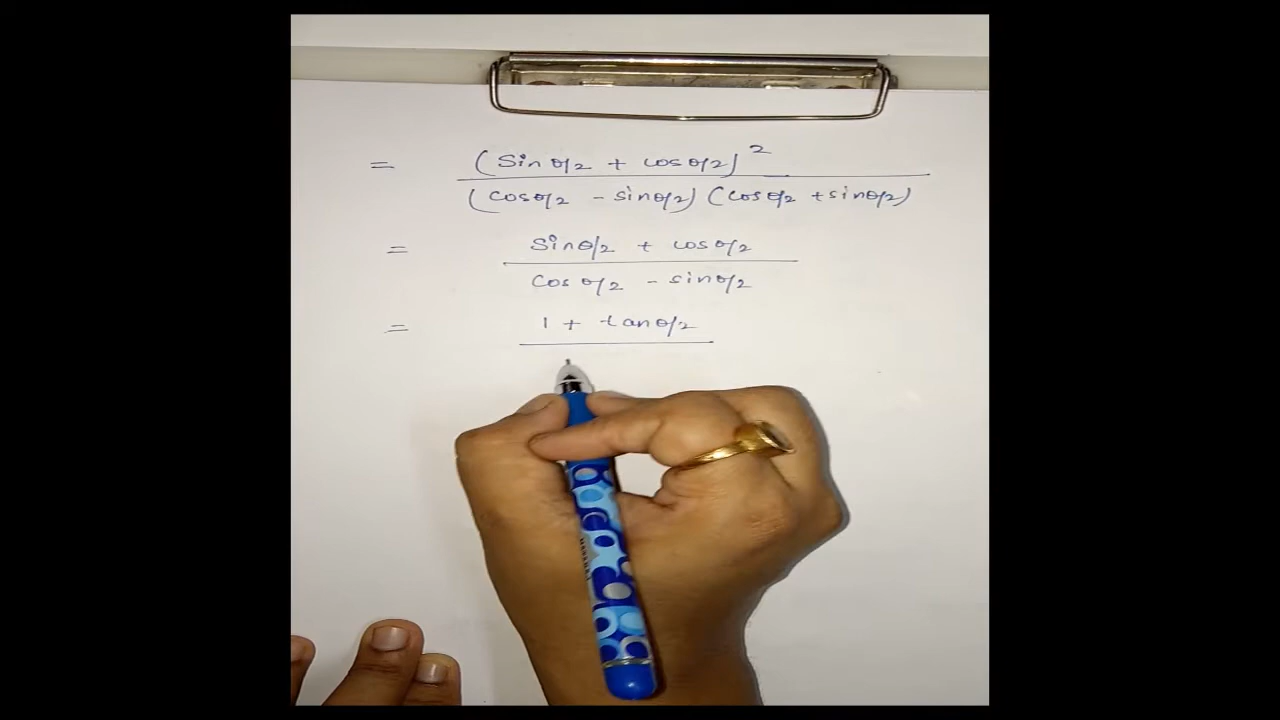 = (Sin θ/2 + cos θ/2)²
(cos θ/2 - sin θ/2) (cos θ/2 + sin θ/2)
= sin θ/2 + cos θ/2
cos θ/2 - sin θ/2
= 1 + tan θ/2